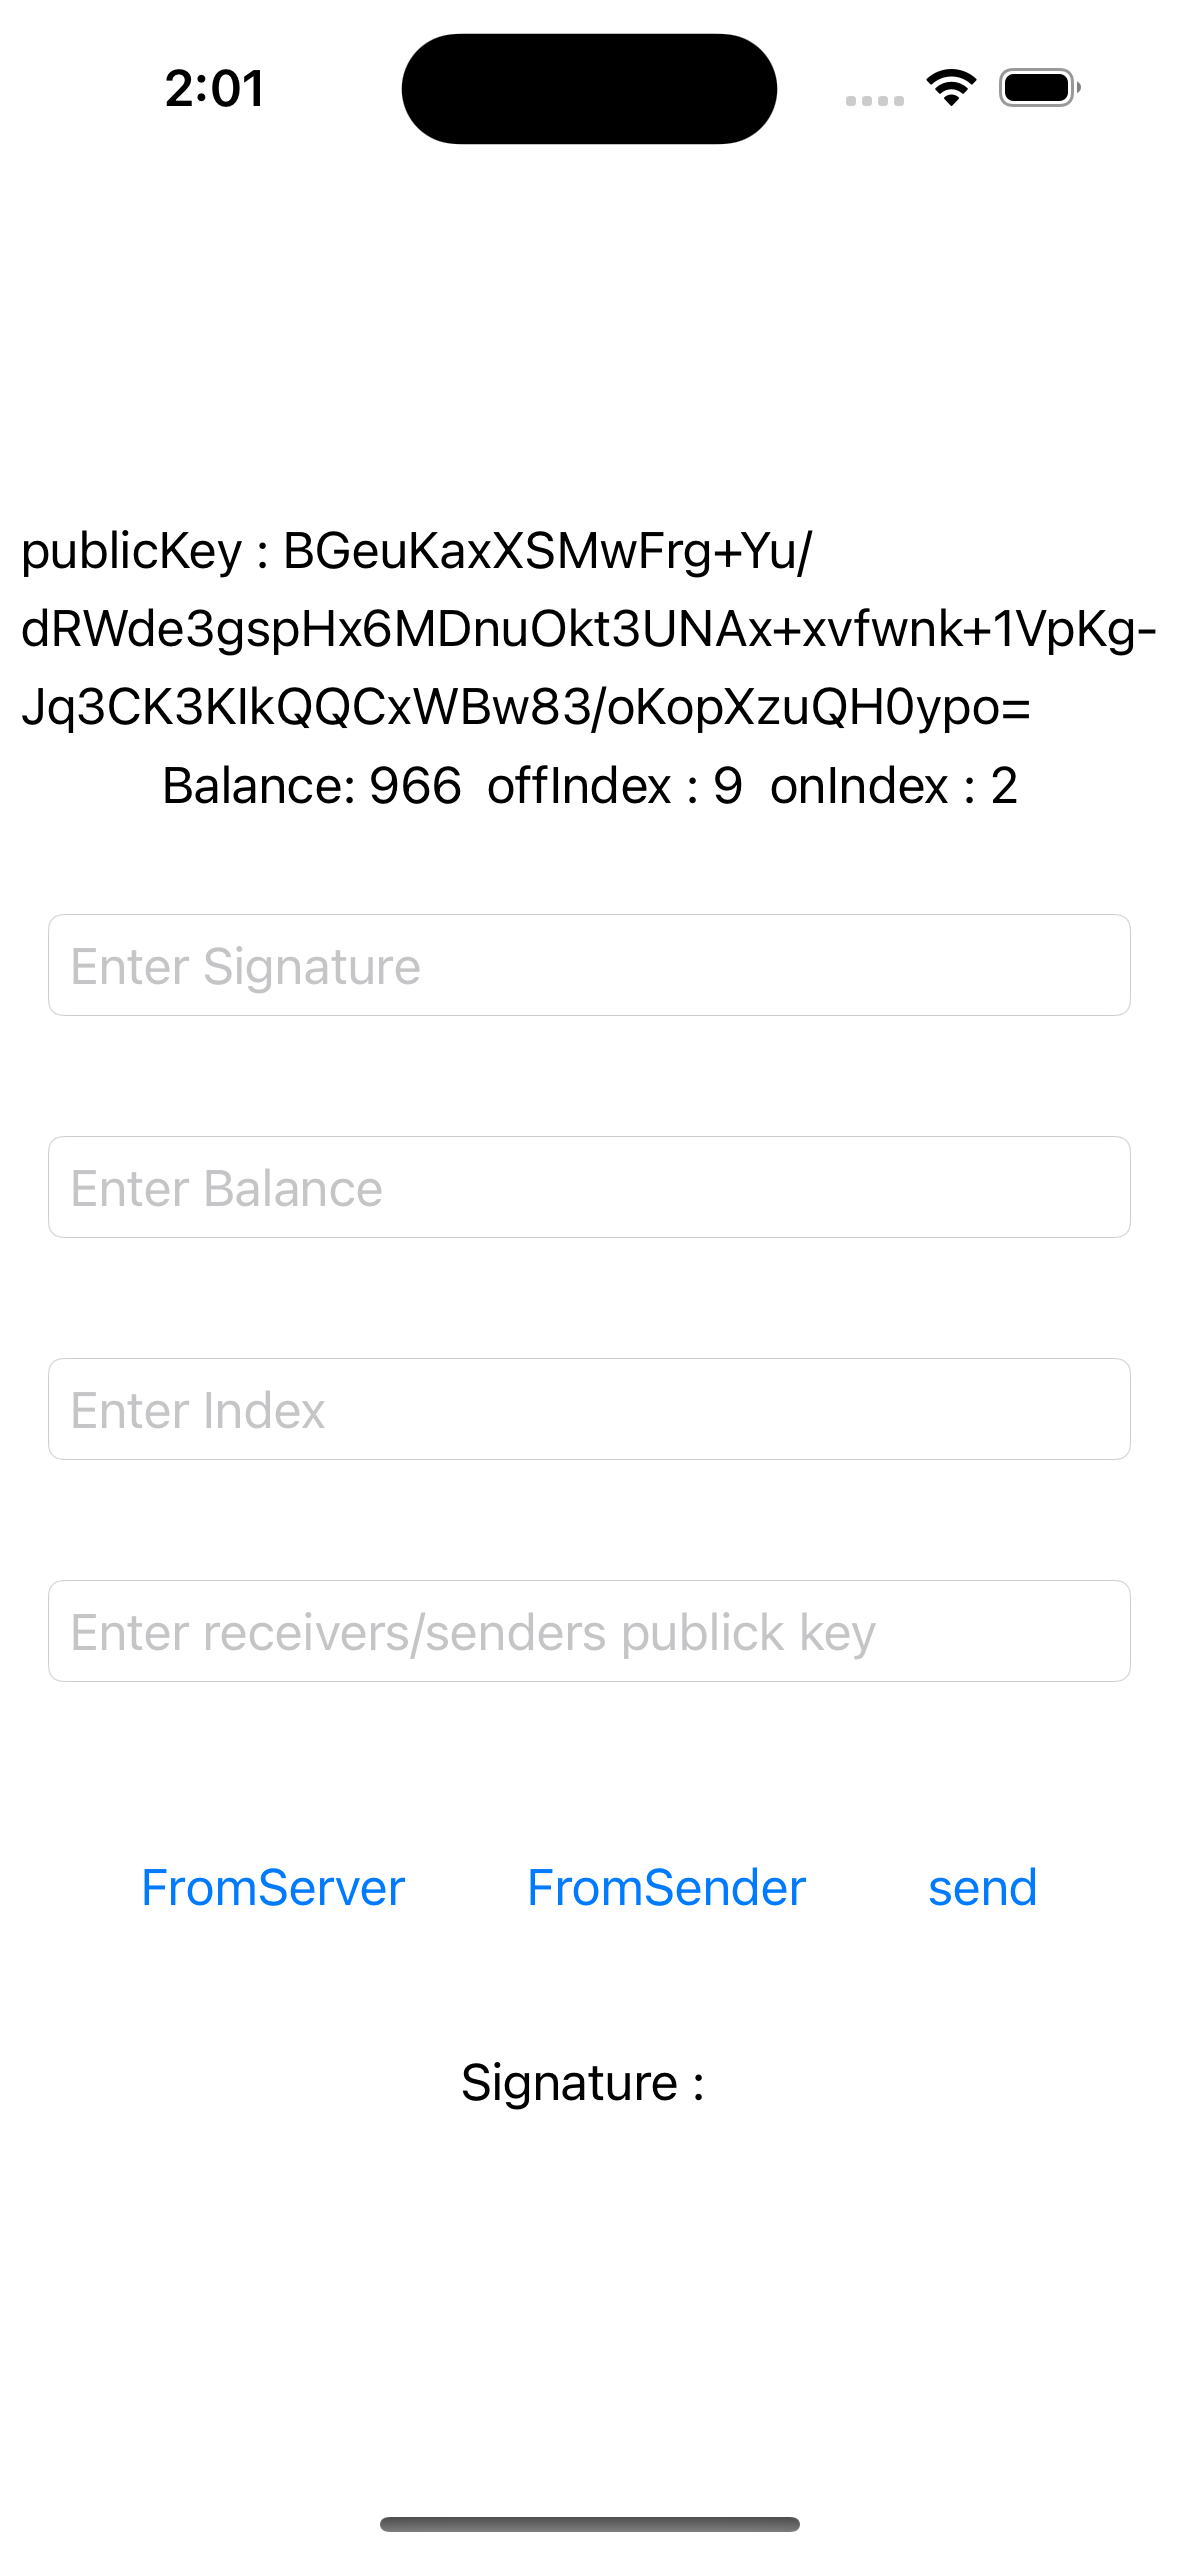 2:01
publicKey : BGeuKaxXSMwFrg+Yu/
dRWde3gspHx6MDnuOkt3UNAx+xvfwnk+1VpKg-
Jq3CK3KIkQQCxWBw83/oKopXzuQH0ypo=
Balance: 966 offIndex : 9 onIndex : 2
Enter Signature
Enter Balance
Enter Index
Enter receivers/senders publick key
FromServer FromSender send
Signature :